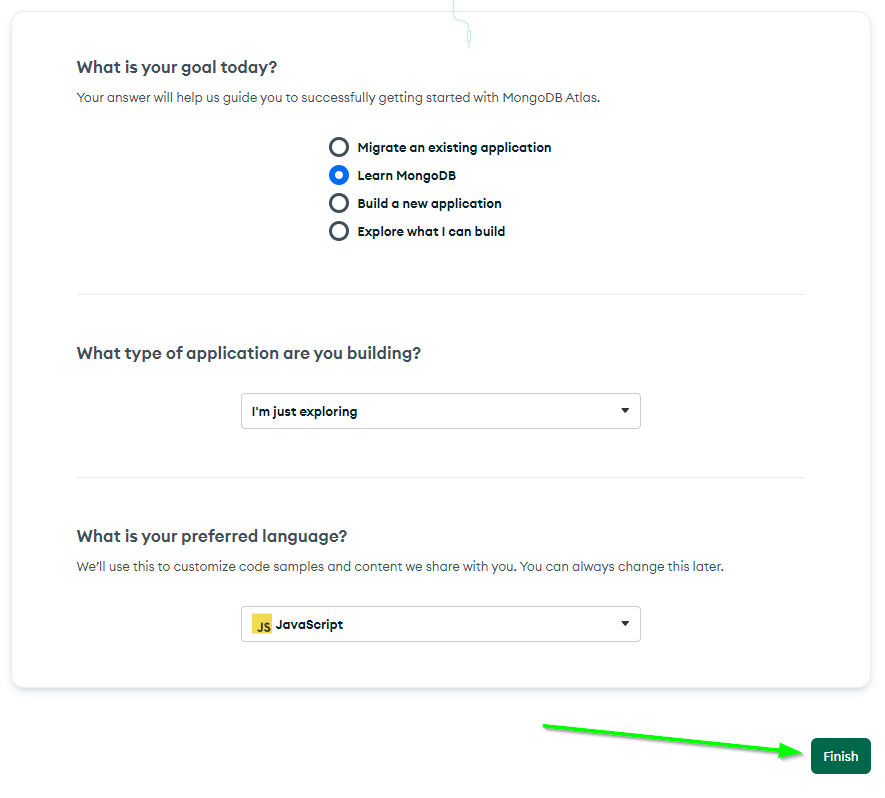 What is your goal today?
Your answer will help us guide you to successfully getting started with MongoDB Atlas.
Migrate an existing application
Learn MongoDB
Build a new application
Explore what I can build
What type of application are you building?
I'm just exploring
What is your preferred language?
We’ll use this to customize code samples and content we share with you. You can always change this later.
JS JavaScript
Finish